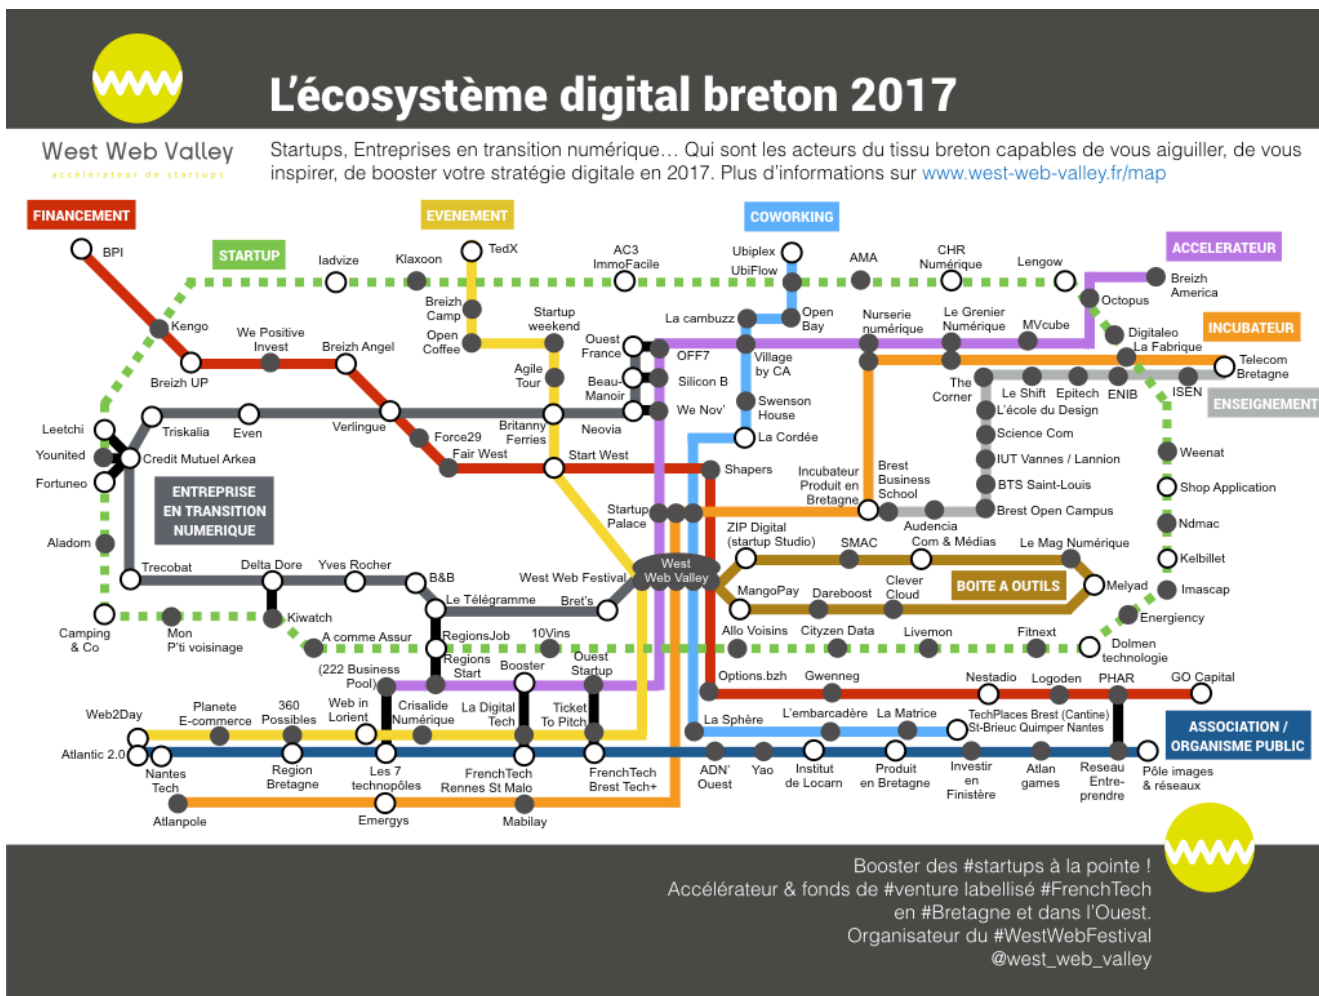 L'écosystème digital breton 2017
West Web Valley
accélérateur de startups
Startups, Entreprises en transition numérique... Qui sont les acteurs du tissu breton capables de vous aiguiller, de vous
inspirer, de booster votre stratégie digitale en 2017. Plus d'informations sur www.west-web-valley.fr/map
FINANCEMENT
EVENEMENT
COWORKING
STARTUP
ACCELERATEUR
BPI
Iadvize
Klaxoon
TedX
AC3
ImmoFacile
Ubiplex
UbiFlow
AMA
CHR
Numérique
Lengow
Breizh
America
Octopus
Kengo
We Positive
Invest
Breizh Angel
Breizh UP
Breizh
Camp
Open
Coffee
Startup
weekend
Agile
Tour
Ouest
France
OFF7
Beau-
Manoir
Silicon B
We Nov'
Neovia
La cambuzz
Open
Bay
Village
by CA
Swenson
House
La Cordée
Nurserie
numérique
Le Grenier
Numérique
MVcube
Digitaleo
La Fabrique
INCUBATEUR
Telecom
Bretagne
The
Corner
Le Shift
Epitech
ENIB
ISEN
ENSEIGNEMENT
L'école du Design
Science Com
IUT Vannes / Lannion
BTS Saint-Louis
Brest Open Campus
Leetchi
Younited
Fortuneo
Triskalia
Even
Verlingue
Credit Mutuel Arkea
Force29
Fair West
Britanny
Ferries
Start West
Shapers
Incubateur
Produit en
Bretagne
Brest
Business
School
Audencia
Weenat
Shop Application
Ndmac
Kelbillet
Imascap
Energiency
ENTREPRISE
EN TRANSITION
NUMERIQUE
Startup
Palace
ZIP Digital
(startup Studio)
SMAC
Com & Médias
Le Mag Numérique
Aladom
Trecobat
Delta Dore
Yves Rocher
B&B
West Web Festival
West
Web Valley
MangoPay
Dareboost
Clever
Cloud
BOITE A OUTILS
Melyad
Le Télégramme
Bret's
Camping
& Co
Mon
P'ti voisinage
Kiwatch
A comme Assur
RegionsJob
10Vins
Allo Voisins
Cityzen Data
Livemon
Fitnext
Dolmen
technologie
(222 Business
Pool)
Regions
Start
Booster
Ouest
Startup
Options.bzh
Gwenneg
Nestadio
Logoden
PHAR
GO Capital
Web2Day
Planete
E-commerce
360
Possibles
Web in
Lorient
Crisalide
Numérique
La Digital
Tech
Ticket
To Pitch
La Sphère
L'embarcadère
La Matrice
TechPlaces Brest (Cantine)
St-Brieuc Quimper Nantes
ASSOCIATION /
ORGANISME PUBLIC
Atlantic 2.0
Nantes
Tech
Region
Bretagne
Les 7
technopôles
FrenchTech
Rennes St Malo
FrenchTech
Brest Tech+
ADN'
Ouest
Yao
Institut
de Locarn
Produit
en Bretagne
Investir
en
Finistère
Atlan
games
Reseau
Entre-
prendre
Pôle images
& réseaux
Atlanpole
Emergys
Mabilay
Booster des #startups à la pointe !
Accélérateur & fonds de #venture labellisé #FrenchTech
en #Bretagne et dans l'Ouest.
Organisateur du #WestWebFestival
@west_web_valley